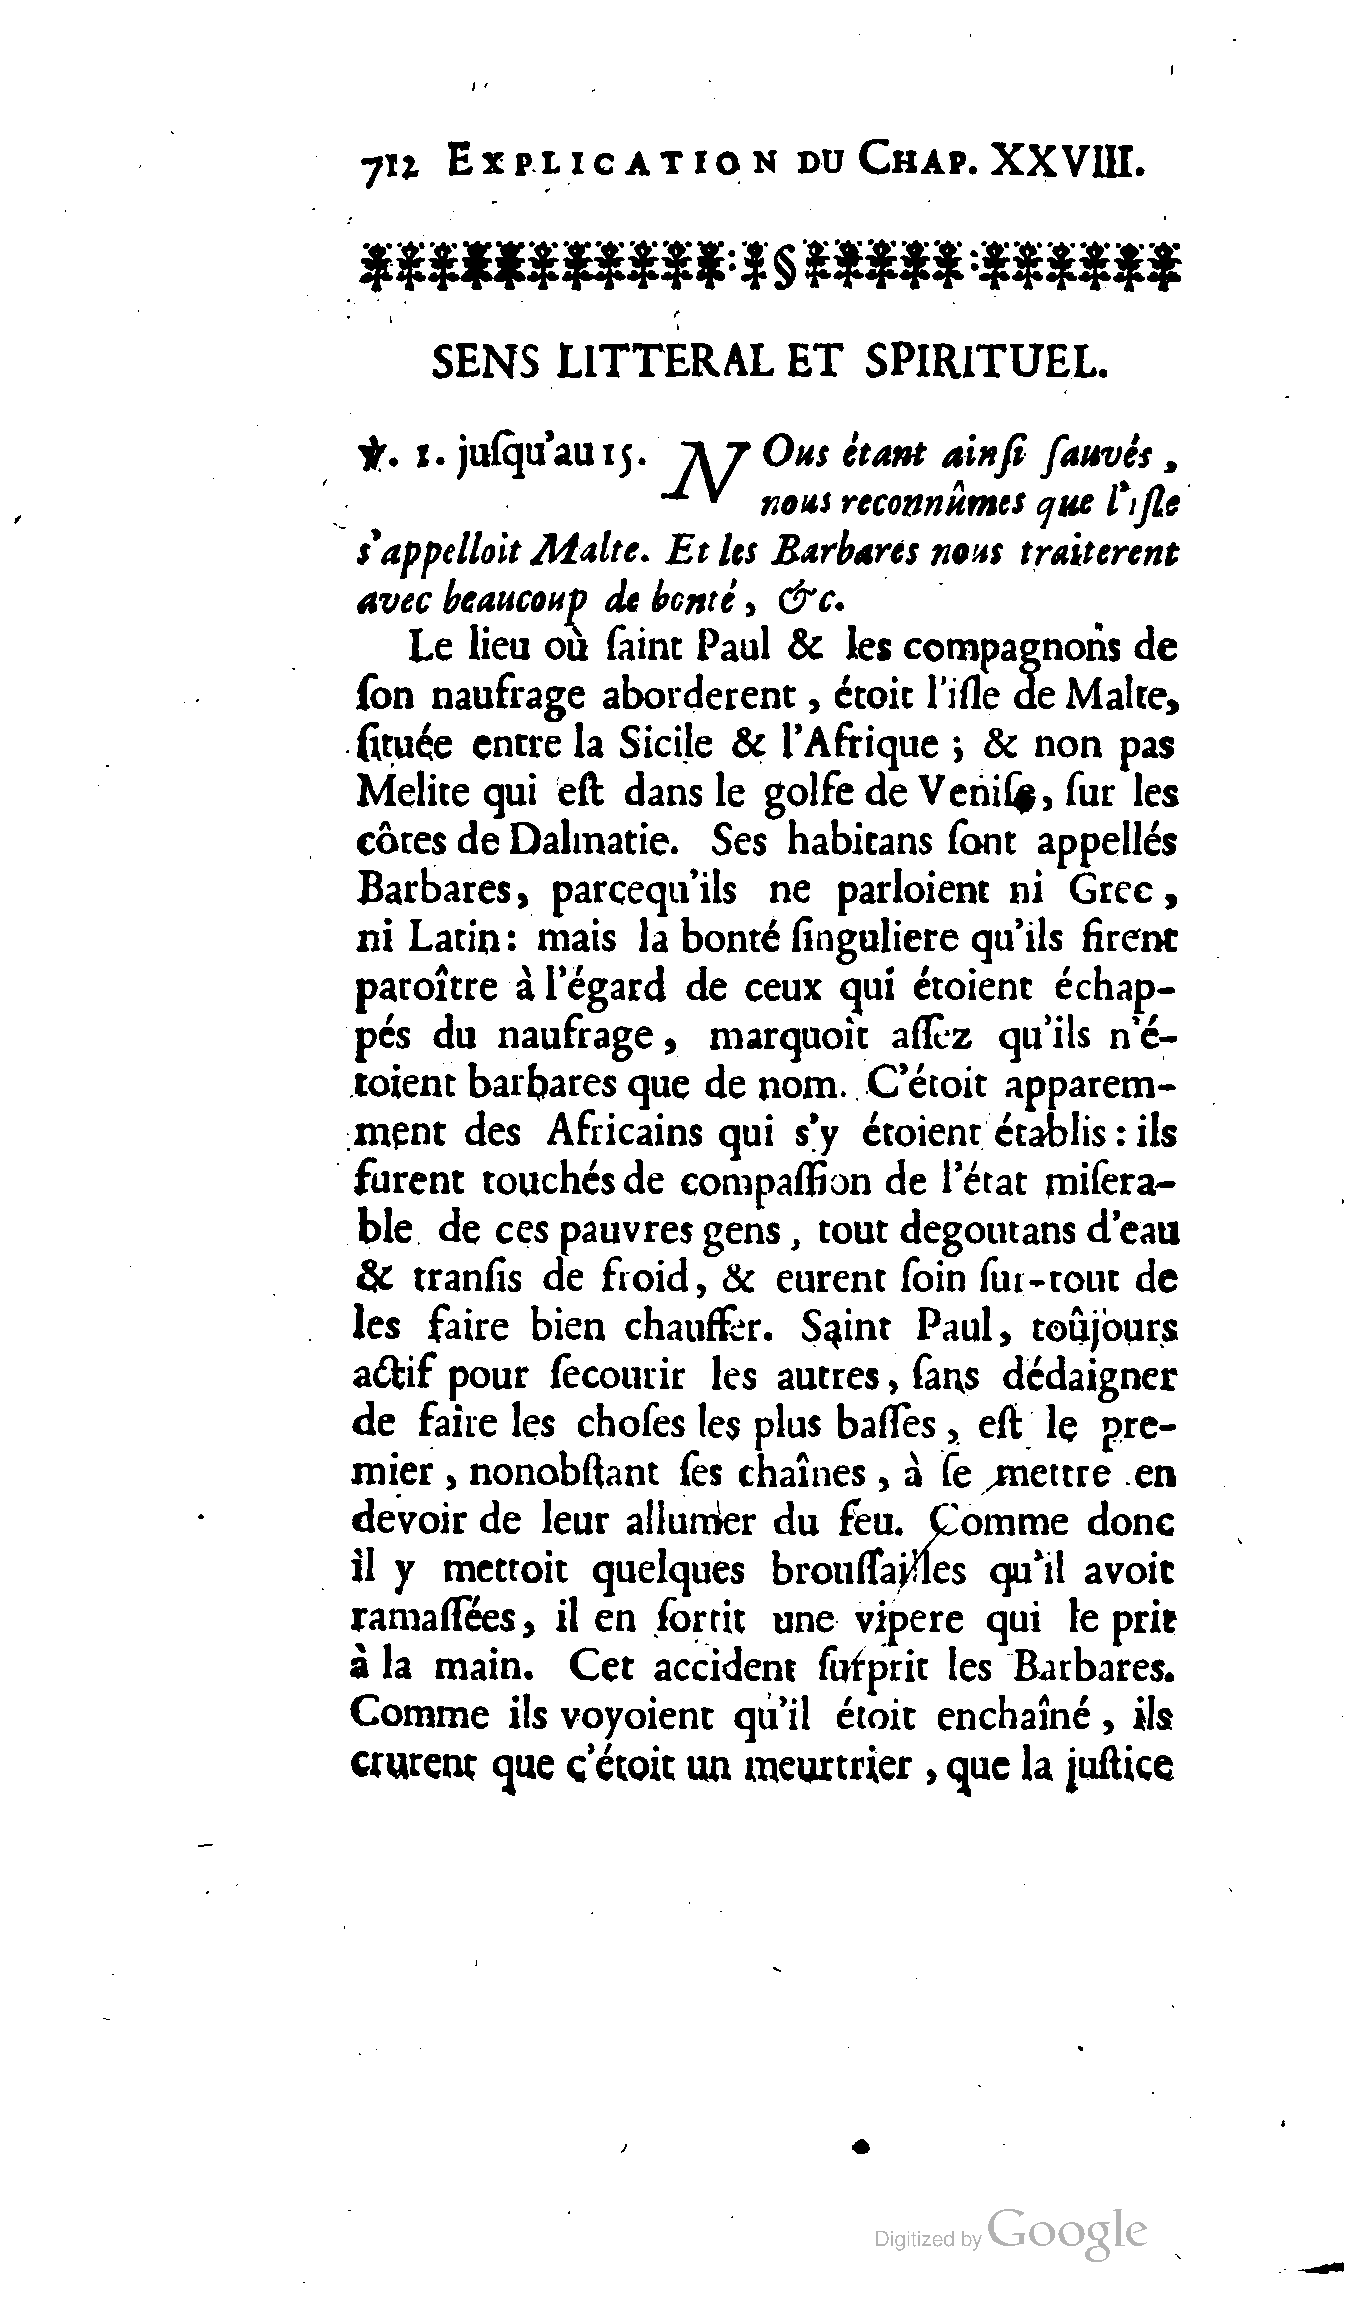 712 EXPLICATION DU CHAP. XXVIII.
SENS LITTERAL ET SPIRITUEL.
℣. 1. juſqu'au 15. NOus étant ainſi ſauvés,
nous reconnûmes que l'iſle
s'appelloit Malte. Et les Barbares nous traiterent
avec beaucoup de bonté, &c.
Le lieu où ſaint Paul & les compagnons de
ſon naufrage aborderent, étoit l'iſle de Malte,
ſituée entre la Sicile & l'Afrique; & non pas
Melite qui eſt dans le golfe de Veniſe, ſur les
côtes de Dalmatie. Ses habitans ſont appellés
Barbares, parcequ'ils ne parloient ni Grec,
ni Latin: mais la bonté ſinguliere qu'ils firent
paroître à l'égard de ceux qui étoient échap-
pés du naufrage, marquoit aſſez qu'ils n'é-
toient barbares que de nom. C'étoit apparem-
ment des Africains qui s'y étoient établis: ils
furent touchés de compaſſion de l'état miſera-
ble de ces pauvres gens, tout degoutans d'eau
& tranſis de froid, & eurent ſoin ſur-tout de
les faire bien chauffer. Saint Paul, toûjours
actif pour ſecourir les autres, ſans dédaigner
de faire les choſes les plus baſſes, eſt le pre-
mier, nonobſtant ſes chaînes, à ſe mettre en
devoir de leur allumer du feu. Comme donc
il y mettoit quelques brouſſailles qu'il avoit
ramaſſées, il en ſortit une vipere qui le prit
à la main. Cet accident ſurprit les Barbares.
Comme ils voyoient qu'il étoit enchaîné, ils
crurent que c'étoit un meurtrier, que la juſtice
Digitized by Google